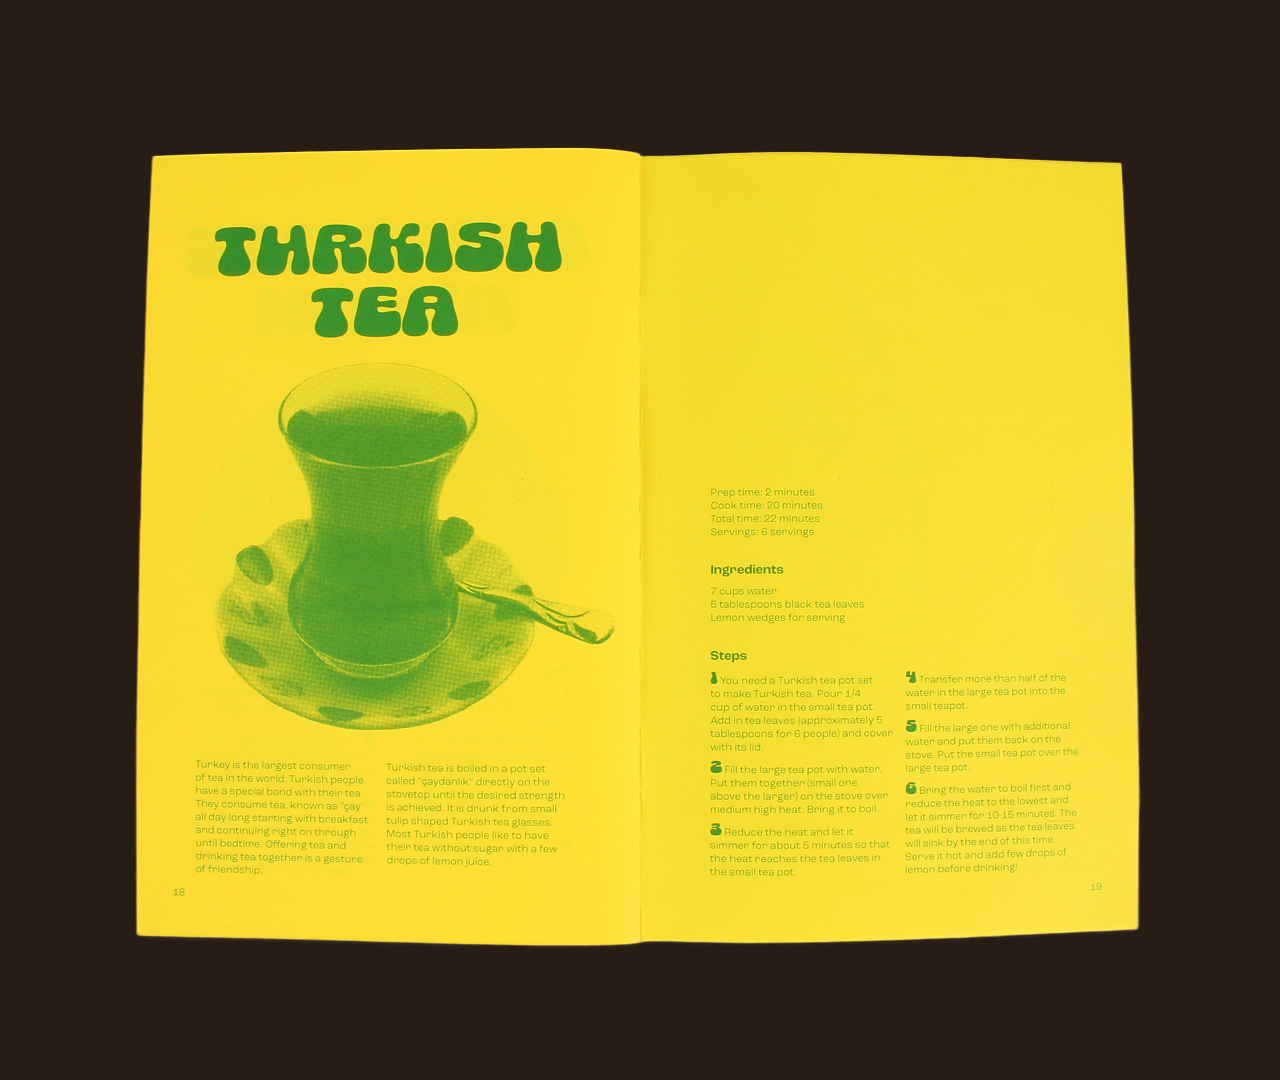 TURKISH
TEA
Turkey is the largest consumer
of tea in the world. Turkish people
have a special bond with their tea.
They consume tea, known as "çay"
all day long starting with breakfast
and continuing right on through
until bedtime. Offering tea and
drinking tea together is a gesture
of friendship.
Turkish tea is boiled in a pot set
called "çaydanlık" directly on the
stovetop until the desired strength
is achieved. It is drunk from small
tulip shaped Turkish tea glasses.
Most Turkish people like to have
their tea without sugar with a few
drops of lemon juice.
18
Prep time: 2 minutes
Cook time: 20 minutes
Total time: 22 minutes
Servings: 6 servings
Ingredients
7 cups water
5 tablespoons black tea leaves
Lemon wedges for serving
Steps
1 You need a Turkish tea pot set
to make Turkish tea. Pour 1/4
cup of water in the small tea pot.
Add in tea leaves (approximately 5
tablespoons for 6 people) and cover
with its lid.
2 Fill the large tea pot with water.
Put them together (small one
above the larger) on the stove over
medium high heat. Bring it to boil.
3 Reduce the heat and let it
simmer for about 5 minutes so that
the heat reaches the tea leaves in
the small tea pot.
4 Transfer more than half of the
water in the large tea pot into the
small teapot.
5 Fill the large one with additional
water and put them back on the
stove. Put the small tea pot over the
large tea pot.
6 Bring the water to boil first and
reduce the heat to the lowest and
let it simmer for 10-15 minutes. The
tea will be brewed as the tea leaves
will sink by the end of this time.
Serve it hot and add few drops of
lemon before drinking!
19